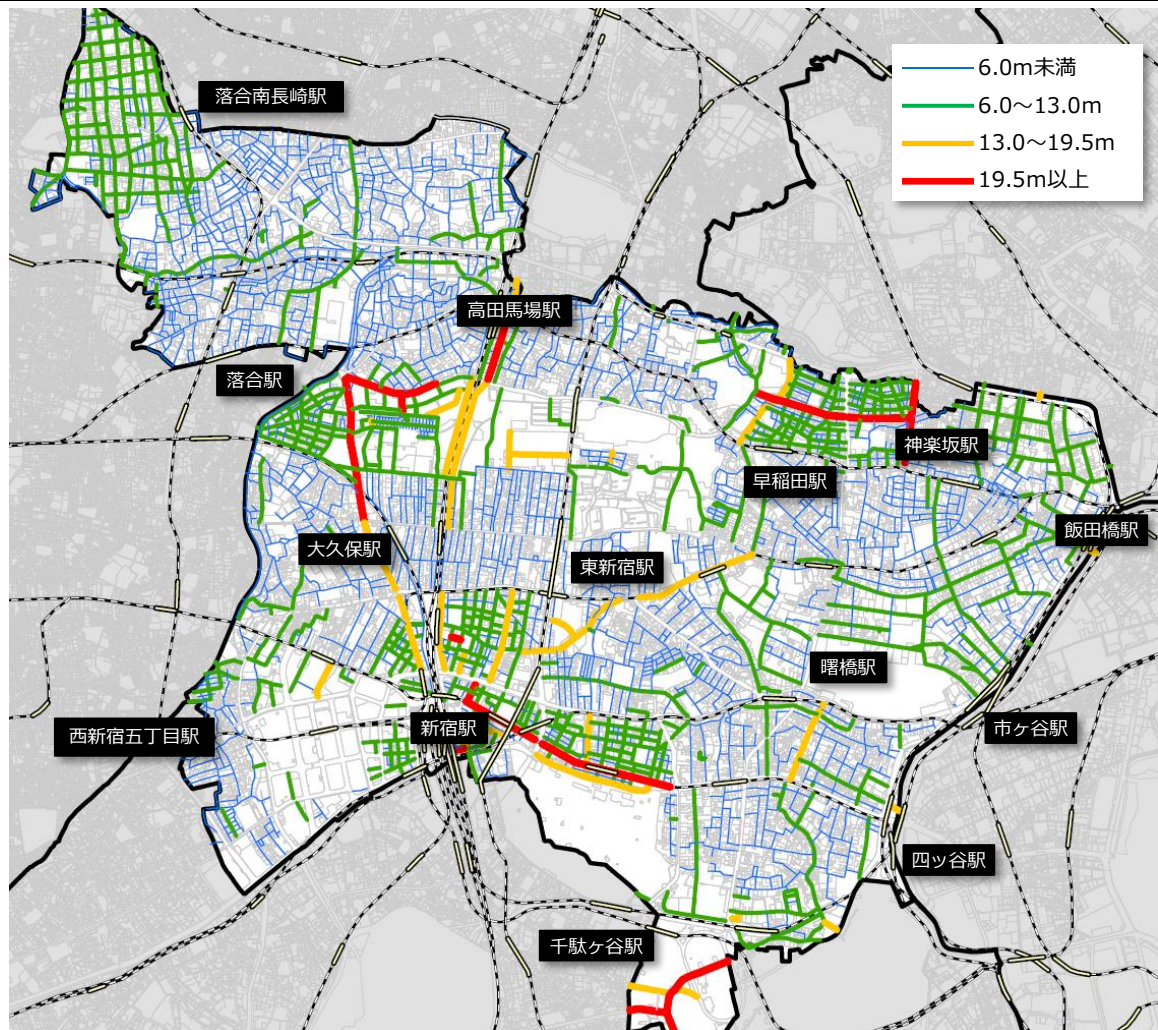 6.0m未満
6.0～13.0m
13.0～19.5m
19.5m以上
落合南長崎駅
高田馬場駅
落合駅
神楽坂駅
早稲田駅
飯田橋駅
大久保駅
東新宿駅
曙橋駅
西新宿五丁目駅
新宿駅
市ヶ谷駅
四ッ谷駅
千駄ヶ谷駅